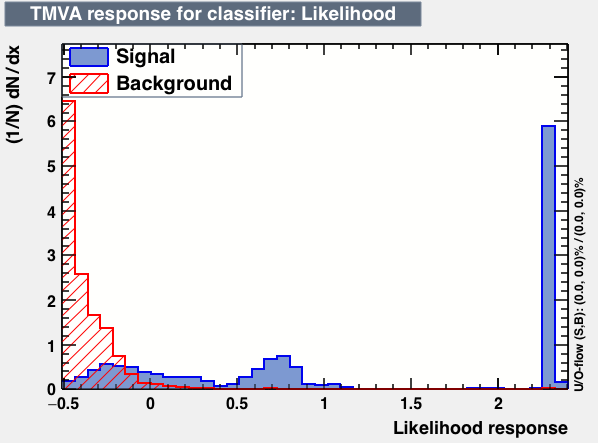 TMVA response for classifier: Likelihood
(1/N) dN / dx
Signal
Background
7
6
5
4
3
2
1
0
−0.5 0 0.5 1 1.5 2
Likelihood response
U/O-flow (S,B): (0.0, 0.0)% / (0.0, 0.0)%